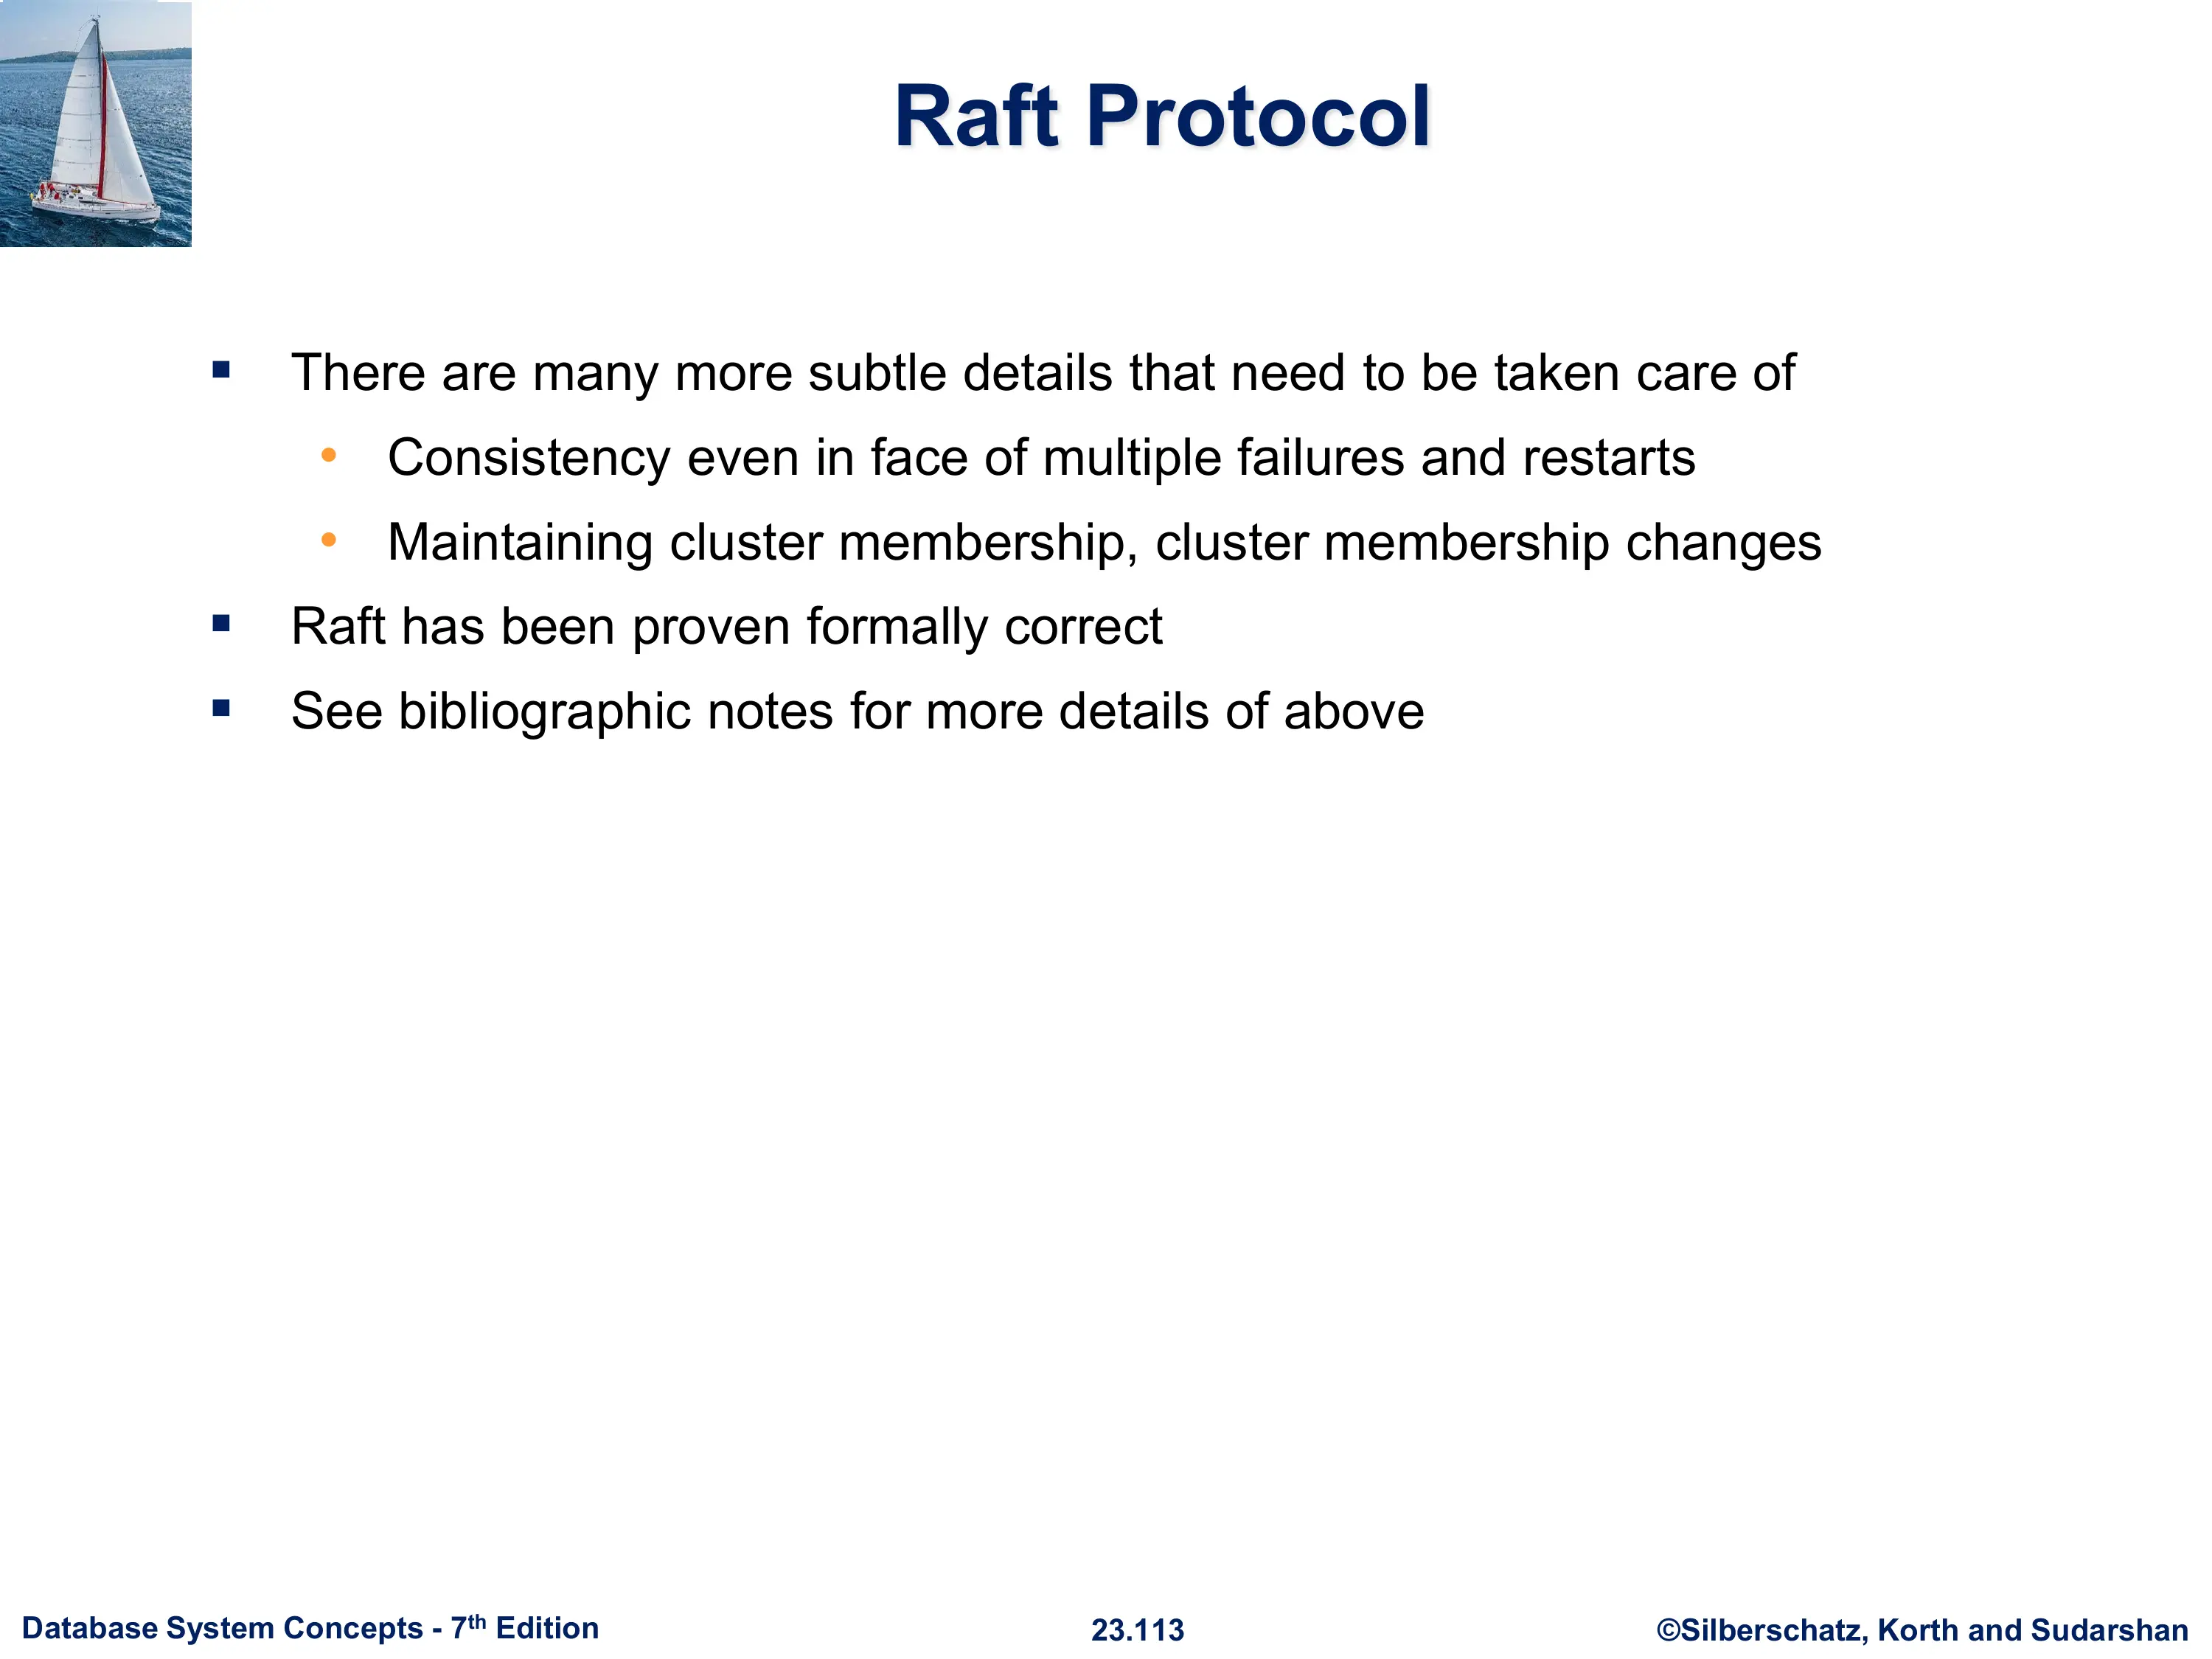 Raft Protocol
▪ There are many more subtle details that need to be taken care of
• Consistency even in face of multiple failures and restarts
• Maintaining cluster membership, cluster membership changes
▪ Raft has been proven formally correct
▪ See bibliographic notes for more details of above
Database System Concepts - 7th Edition
23.113
©Silberschatz, Korth and Sudarshan